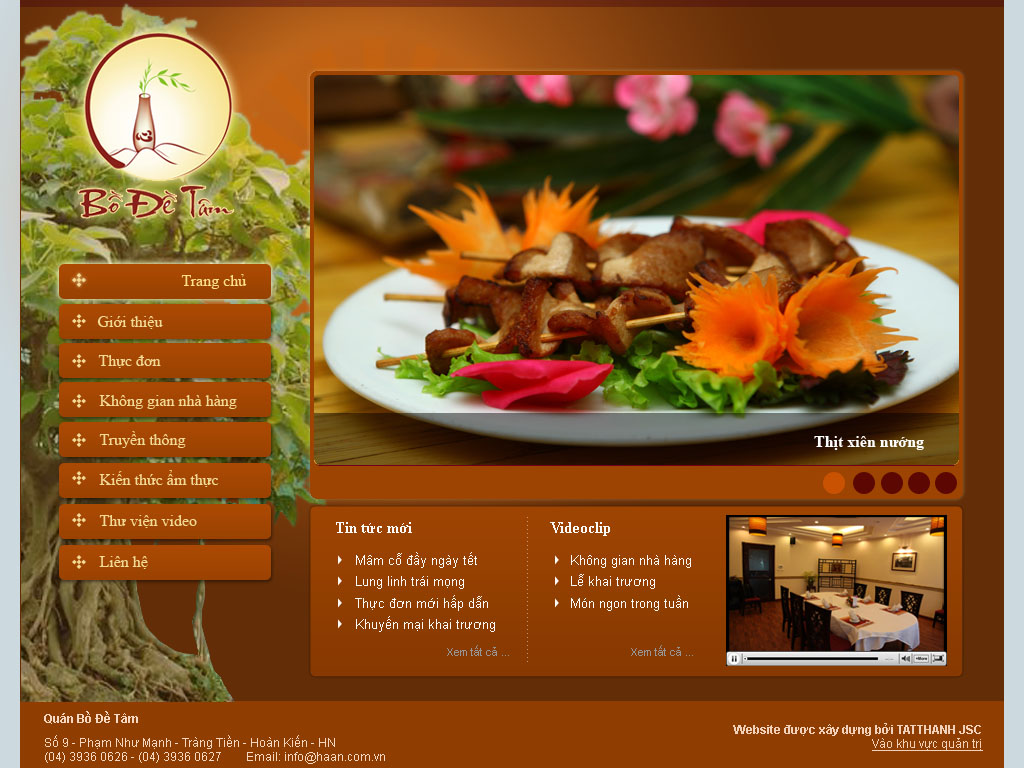 Bồ Đề Tâm
Trang chủ
Giới thiệu
Thực đơn
Không gian nhà hàng
Truyền thông
Kiến thức ẩm thực
Thư viện video
Liên hệ
Thịt xiên nướng
Tin tức mới
Mâm cỗ đầy ngày tết
Lung linh trái mọng
Thực đơn mới hấp dẫn
Khuyến mại khai trương
Xem tất cả ...
Videoclip
Không gian nhà hàng
Lễ khai trương
Món ngon trong tuần
Xem tất cả ...
Quán Bồ Đề Tâm
Số 9 - Phạm Như Mạnh - Tràng Tiền - Hoàn Kiến - HN
(04) 3936 0626 - (04) 3936 0627 Email: info@haan.com.vn
Website được xây dựng bởi TATTHANH JSC
Vào khu vực quản trị